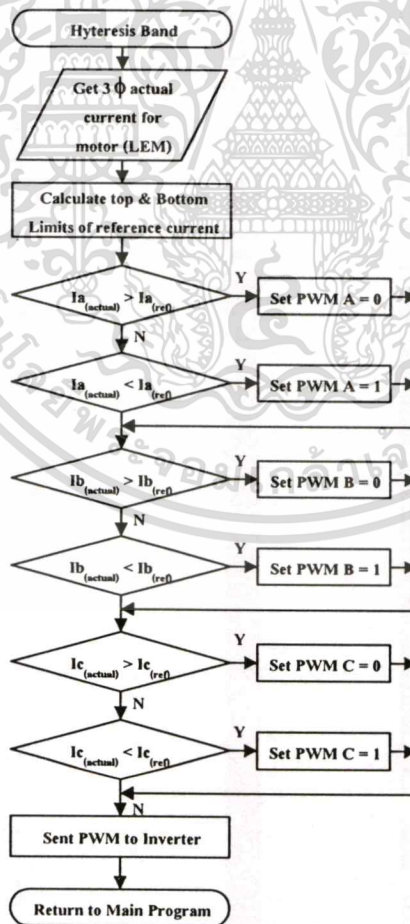 Hyteresis Band
Get 3 Φ actual
current for
motor (LEM)
Calculate top & Bottom
Limits of reference current
Ia(actual) > Ia(ref)
Y
Set PWM A = 0
N
Ia(actual) < Ia(ref)
Y
Set PWM A = 1
Ib(actual) > Ib(ref)
Y
Set PWM B = 0
N
Ib(actual) < Ib(ref)
Y
Set PWM B = 1
Ic(actual) > Ic(ref)
Y
Set PWM C = 0
N
Ic(actual) < Ic(ref)
Y
Set PWM C = 1
N
Sent PWM to Inverter
Return to Main Program